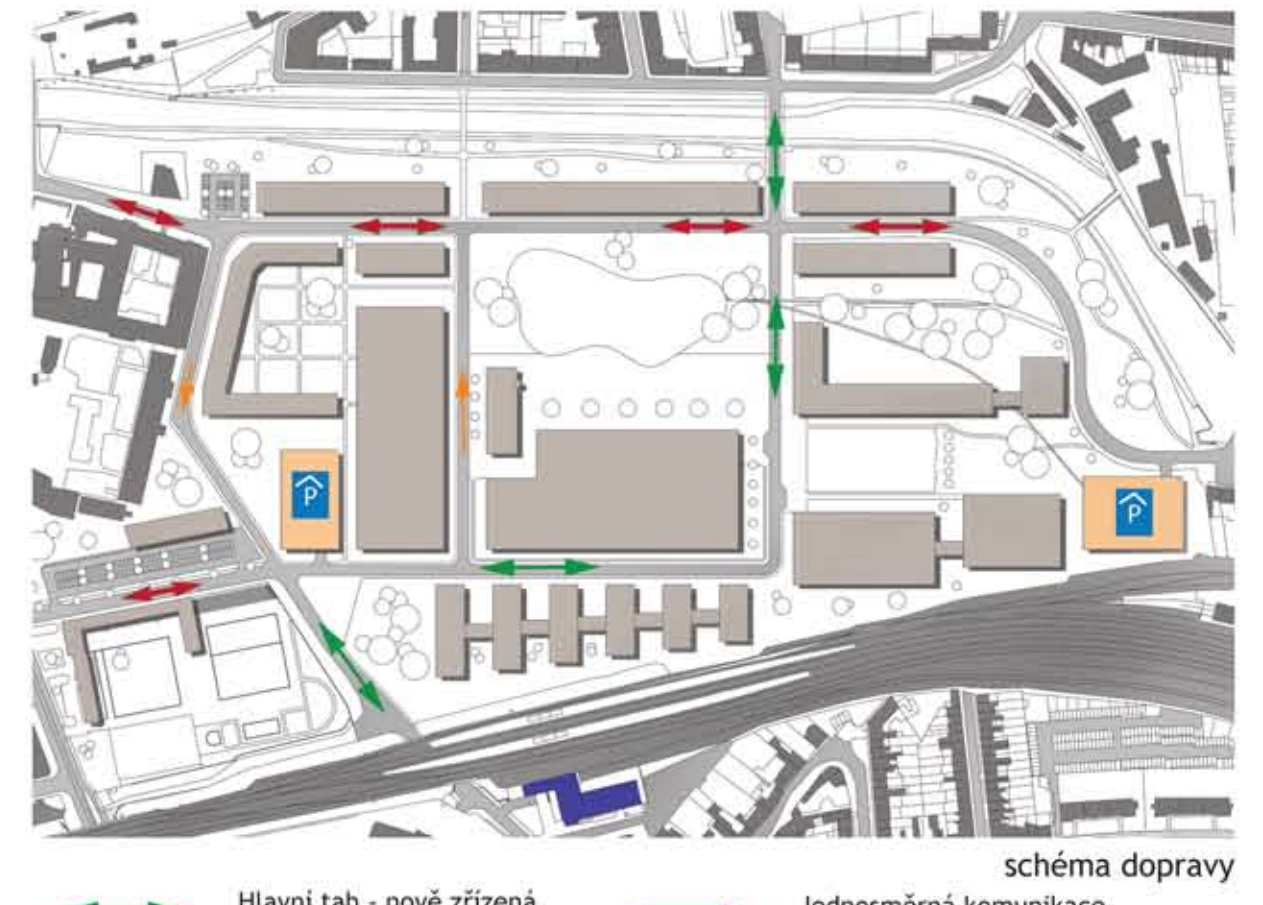 P
P
schéma dopravy
Hlavní tah - nově zřízená
Jednosměrná komunikace